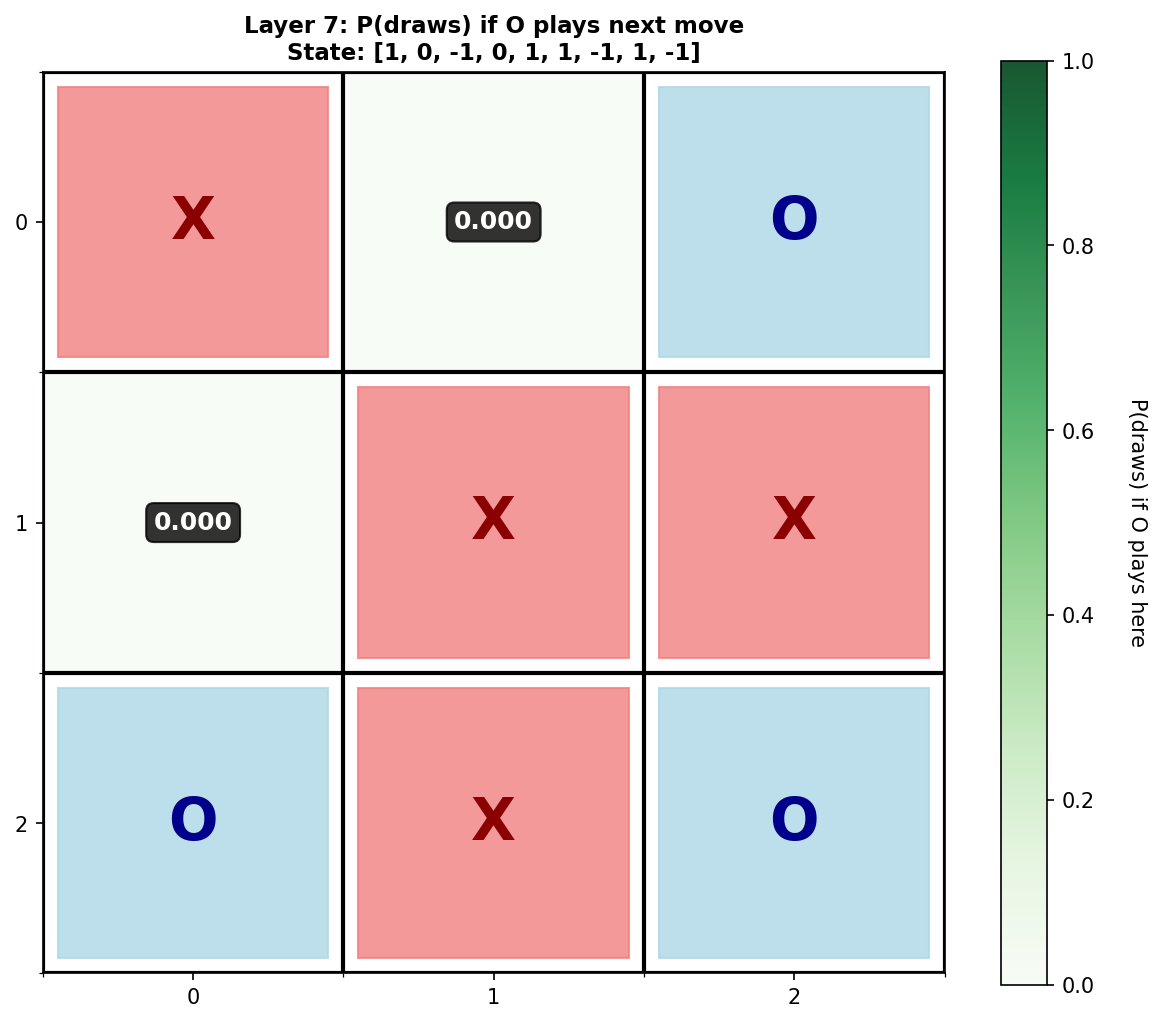 Layer 7: P(draws) if O plays next move
State: [1, 0, -1, 0, 1, 1, -1, 1, -1]
X
0.000
O
0
0.000
X
X
1
O
X
O
2
0
1
2
1.0
0.8
0.6
0.4
0.2
0.0
P(draws) if O plays here